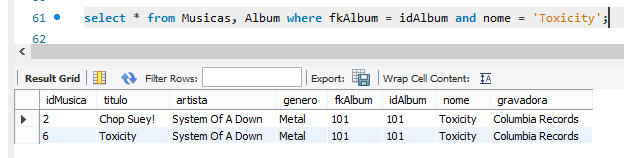 61 select * from Musicas, Album where fkAlbum = idAlbum and nome = 'Toxicity';
62
Result Grid Filter Rows: Export: Wrap Cell Content: IA
idMusica titulo artista genero fkAlbum idAlbum nome gravadora
2 Chop Suey! System Of A Down Metal 101 101 Toxicity Columbia Records
6 Toxicity System Of A Down Metal 101 101 Toxicity Columbia Records